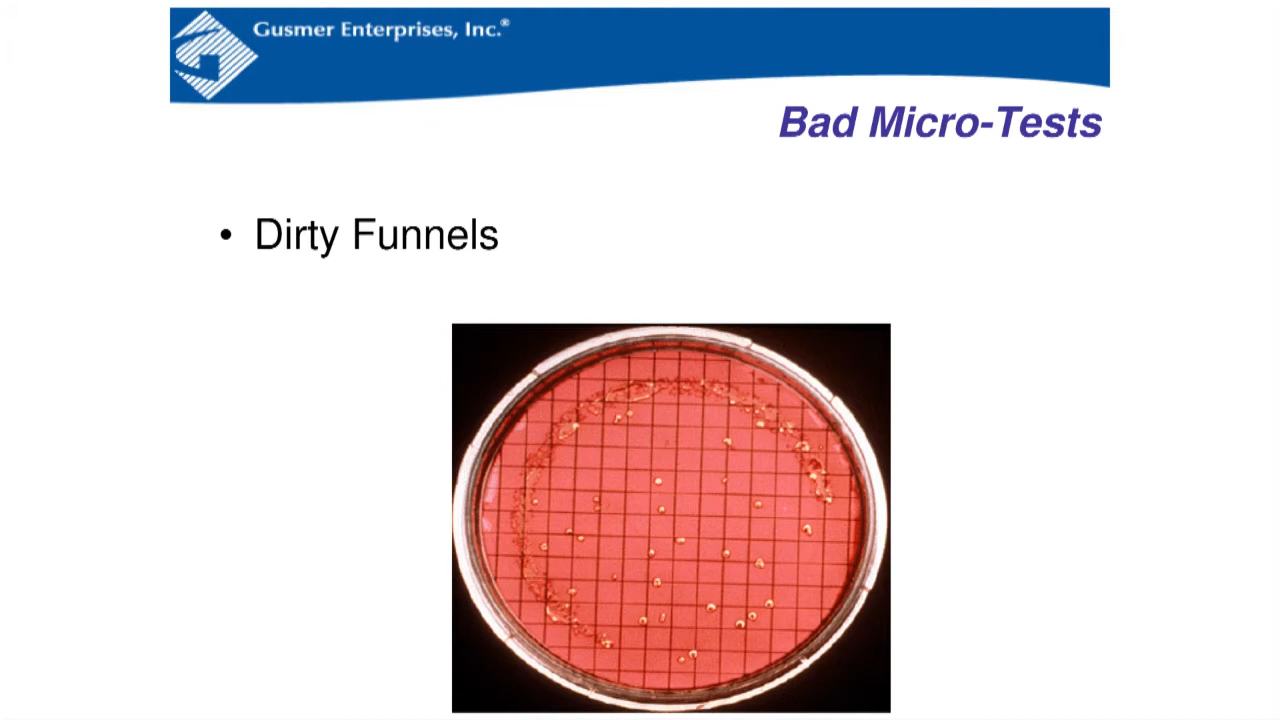 Gusmer Enterprises, Inc.®
Bad Micro-Tests
• Dirty Funnels